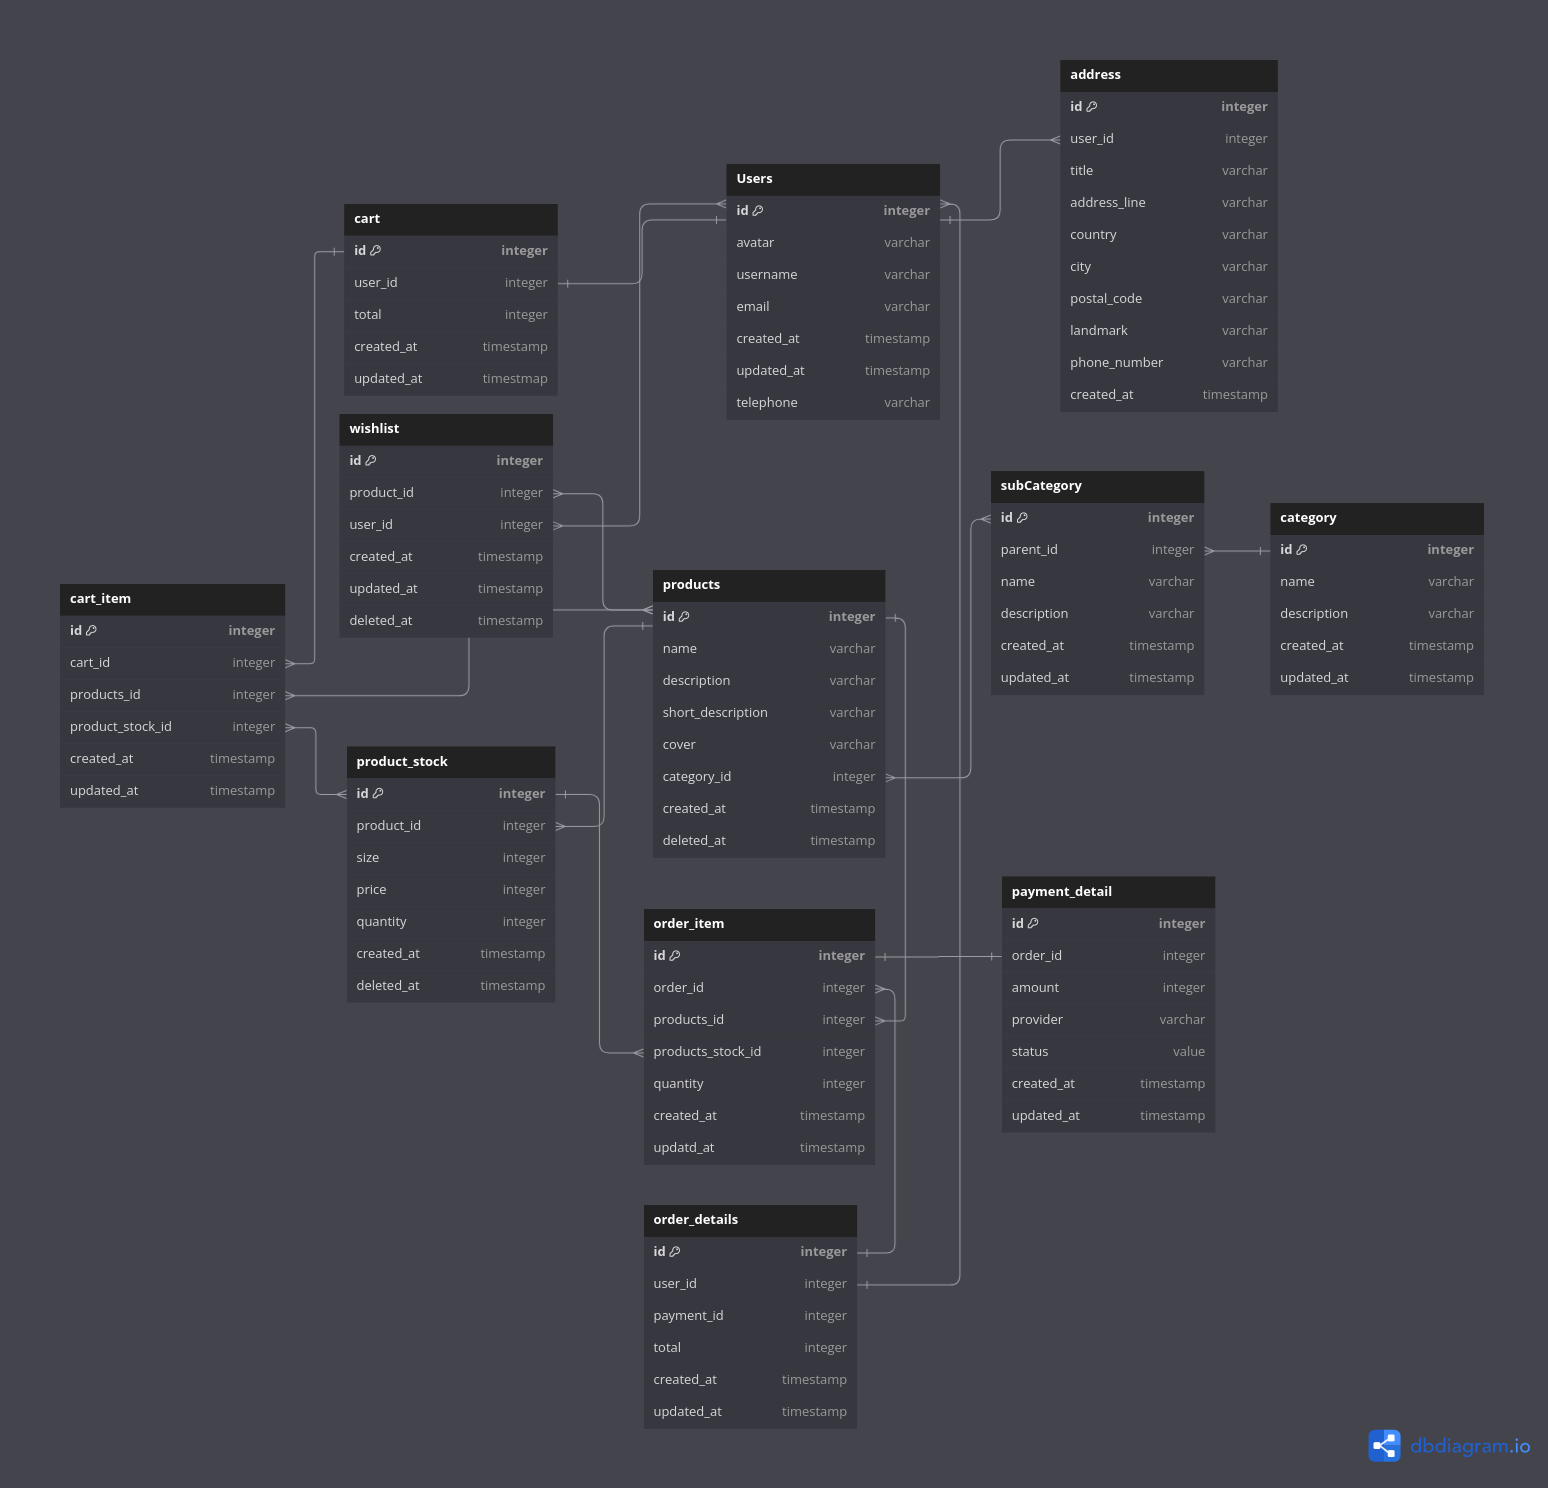 address
id integer
user_id integer
title varchar
address_line varchar
country varchar
city varchar
postal_code varchar
landmark varchar
phone_number varchar
created_at timestamp
Users
id integer
avatar varchar
username varchar
email varchar
created_at timestamp
updated_at timestamp
telephone varchar
cart
id integer
user_id integer
total integer
created_at timestamp
updated_at timestmap
wishlist
id integer
product_id integer
user_id integer
created_at timestamp
updated_at timestamp
deleted_at timestamp
subCategory
id integer
parent_id integer
name varchar
description varchar
created_at timestamp
updated_at timestamp
category
id integer
name varchar
description varchar
created_at timestamp
updated_at timestamp
cart_item
id integer
cart_id integer
products_id integer
product_stock_id integer
created_at timestamp
updated_at timestamp
products
id integer
name varchar
description varchar
short_description varchar
cover varchar
category_id integer
created_at timestamp
deleted_at timestamp
product_stock
id integer
product_id integer
size integer
price integer
quantity integer
created_at timestamp
deleted_at timestamp
payment_detail
id integer
order_id integer
amount integer
provider varchar
status value
created_at timestamp
updated_at timestamp
order_item
id integer
order_id integer
products_id integer
products_stock_id integer
quantity integer
created_at timestamp
updatd_at timestamp
order_details
id integer
user_id integer
payment_id integer
total integer
created_at timestamp
updated_at timestamp
dbdiagram.io